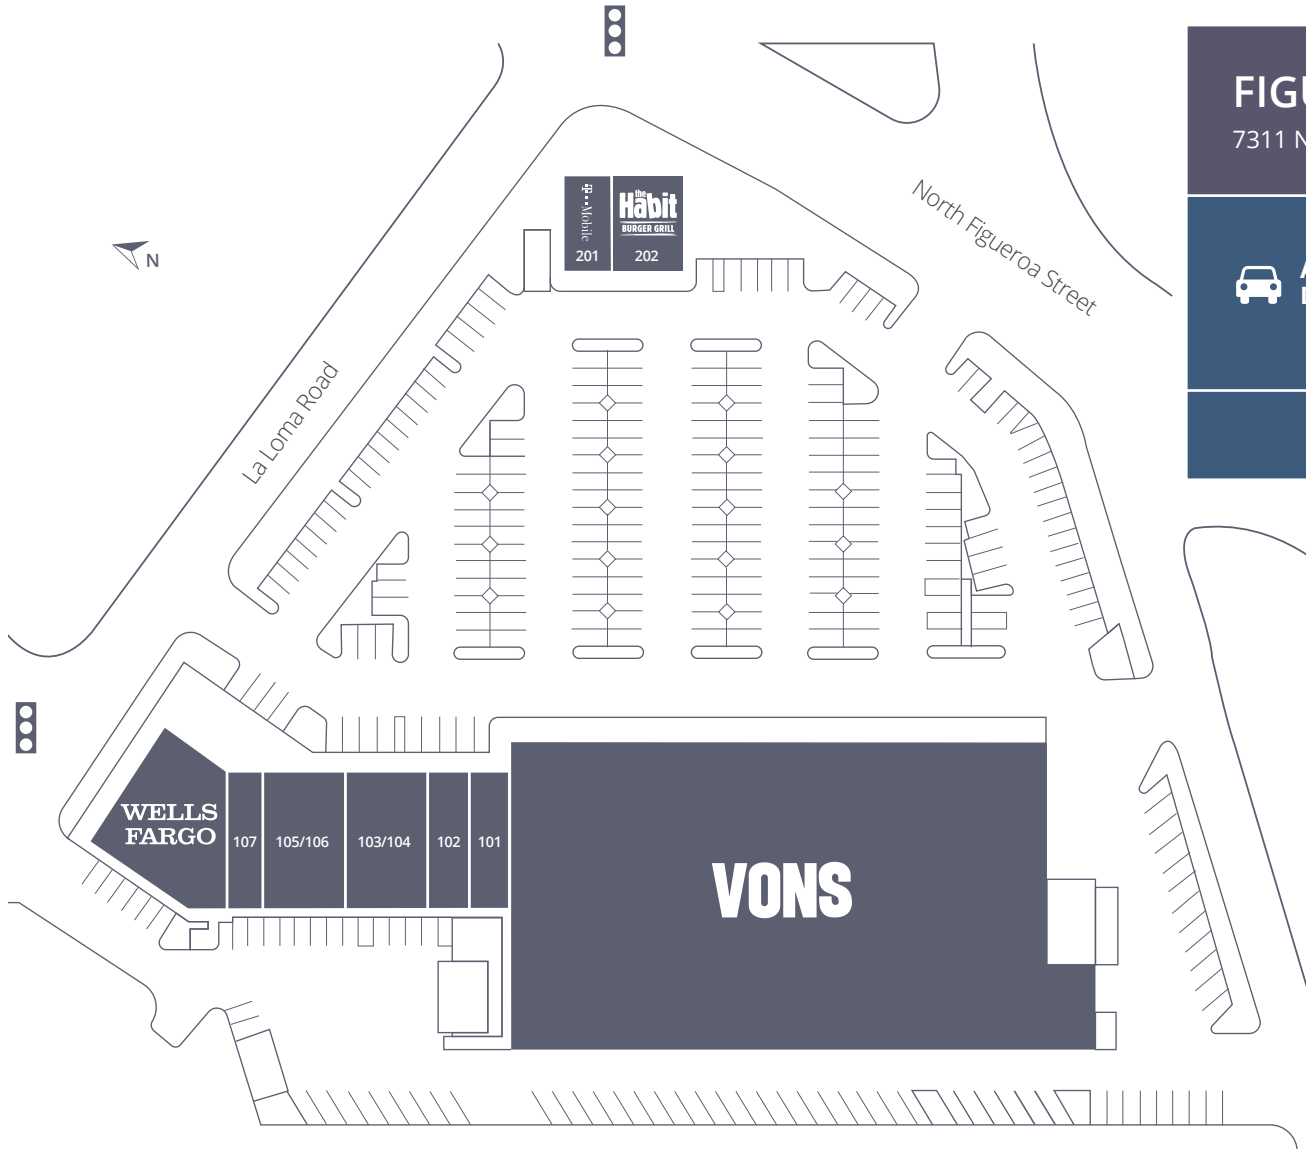 FIGU
7311 N
T··Mobile
201
the
Habit
BURGER GRILL
202
North Figueroa Street
N
La Loma Road
WELLS
FARGO
107
105/106
103/104
102
101
VONS